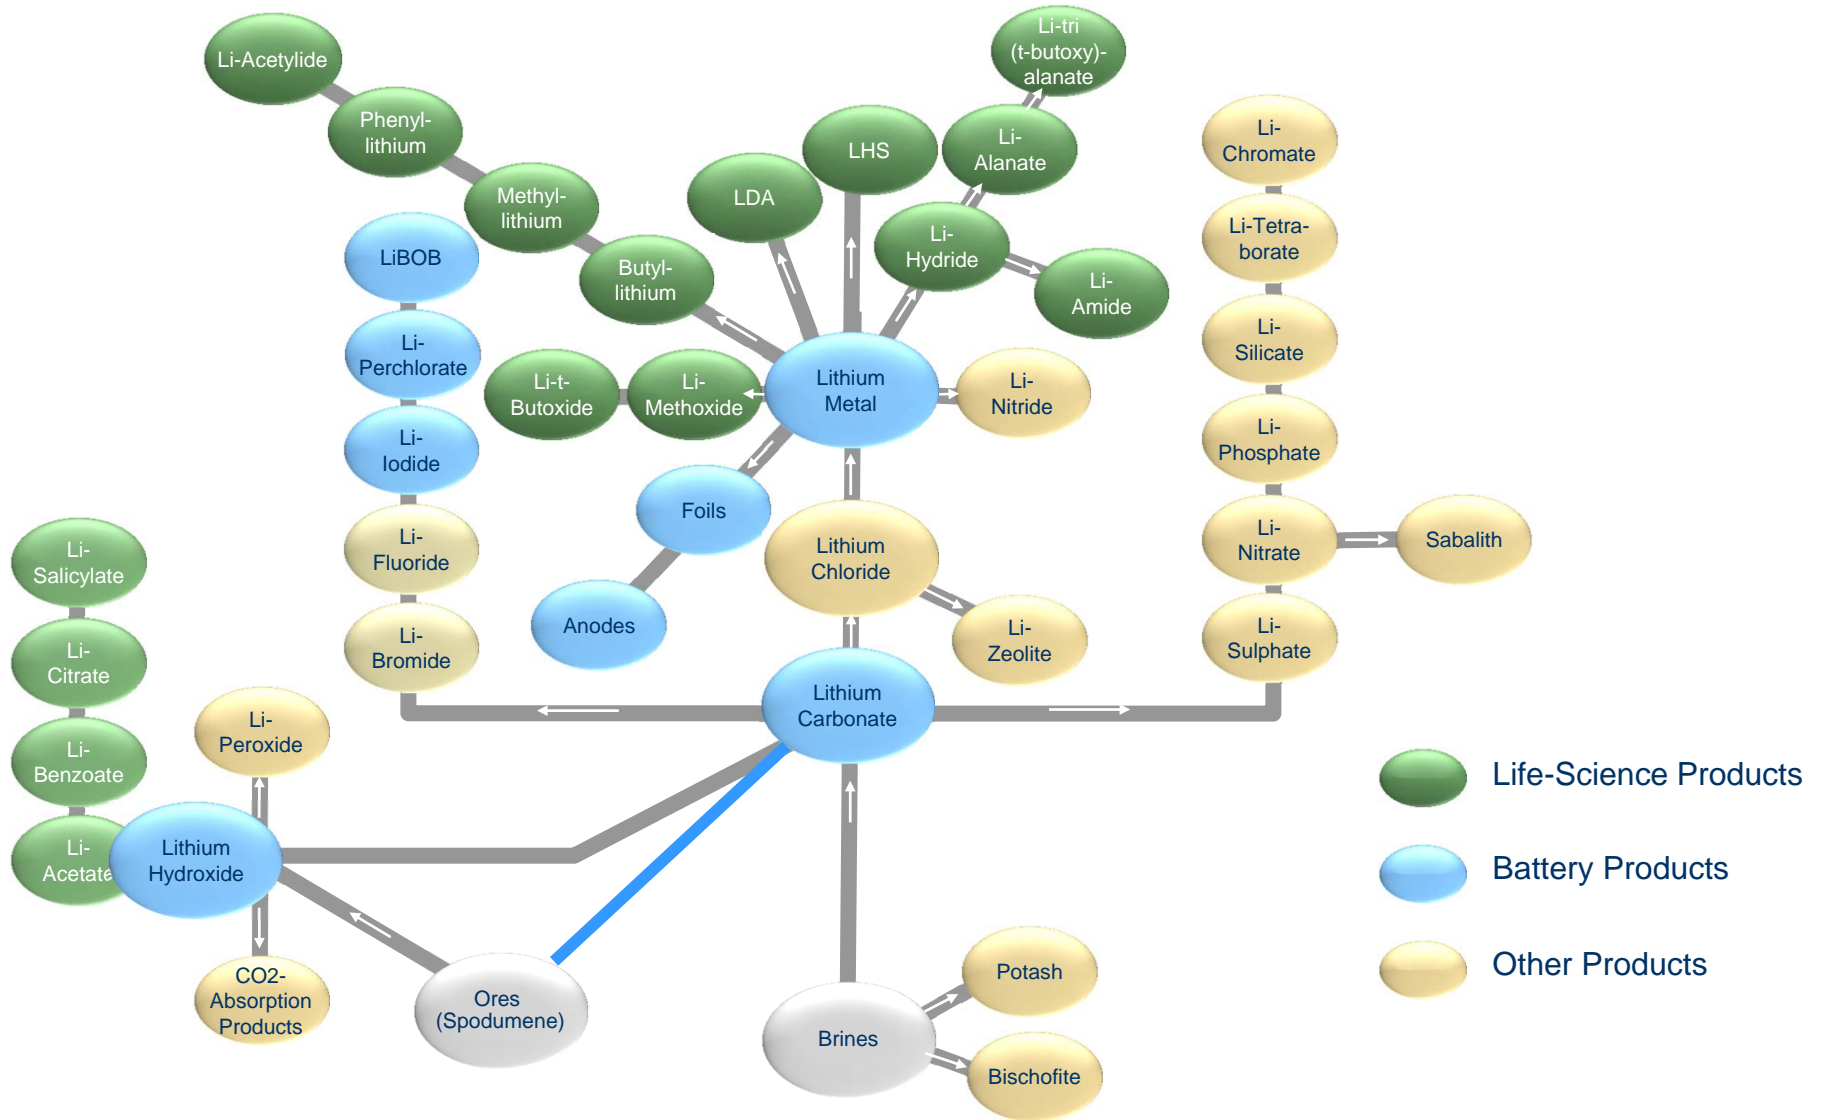 Li-tri
(t-butoxy)-
alanate
Li-Acetylide
Phenyl-
lithium
LHS
Li-
Alanate
Li-
Chromate
Methyl-
lithium
LDA
Li-
Hydride
Li-Tetra-
borate
LiBOB
Butyl-
lithium
Li-
Amide
Li-
Perchlorate
Li-
Silicate
Li-t-
Butoxide
Li-
Methoxide
Lithium
Metal
Li-
Nitride
Li-
Iodide
Li-
Phosphate
Foils
Li-
Fluoride
Lithium
Chloride
Li-
Nitrate
Sabalith
Li-
Salicylate
Anodes
Li-
Bromide
Li-
Zeolite
Li-
Sulphate
Li-
Citrate
Lithium
Carbonate
Li-
Peroxide
Li-
Benzoate
Life-Science Products
Li-
Acetate
Lithium
Hydroxide
Battery Products
Other Products
CO2-
Absorption
Products
Ores
(Spodumene)
Potash
Brines
Bischofite